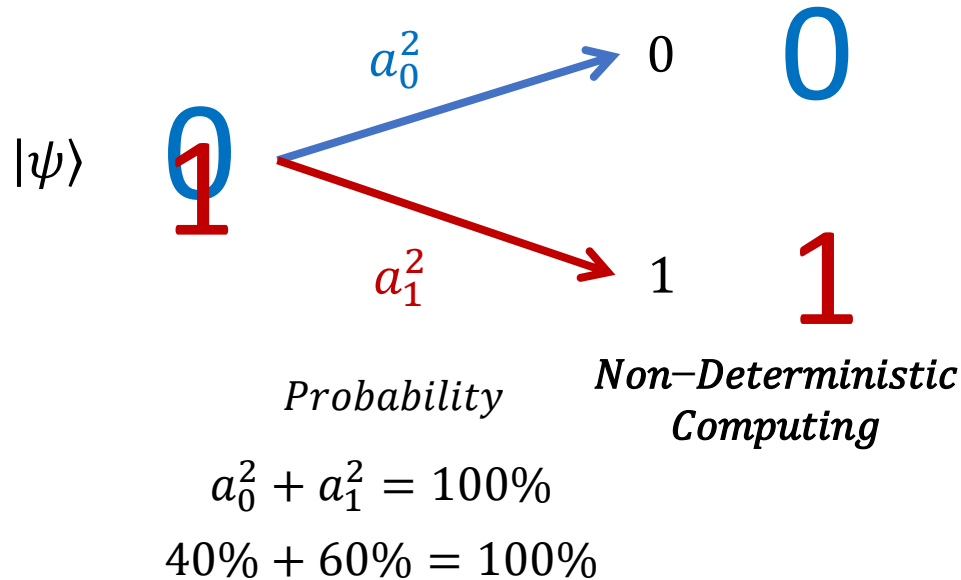 |ψ⟩
0
1
a₀²
0
0
a₁²
1
1
Probability
Non−Deterministic
Computing
a₀² + a₁² = 100%
40% + 60% = 100%